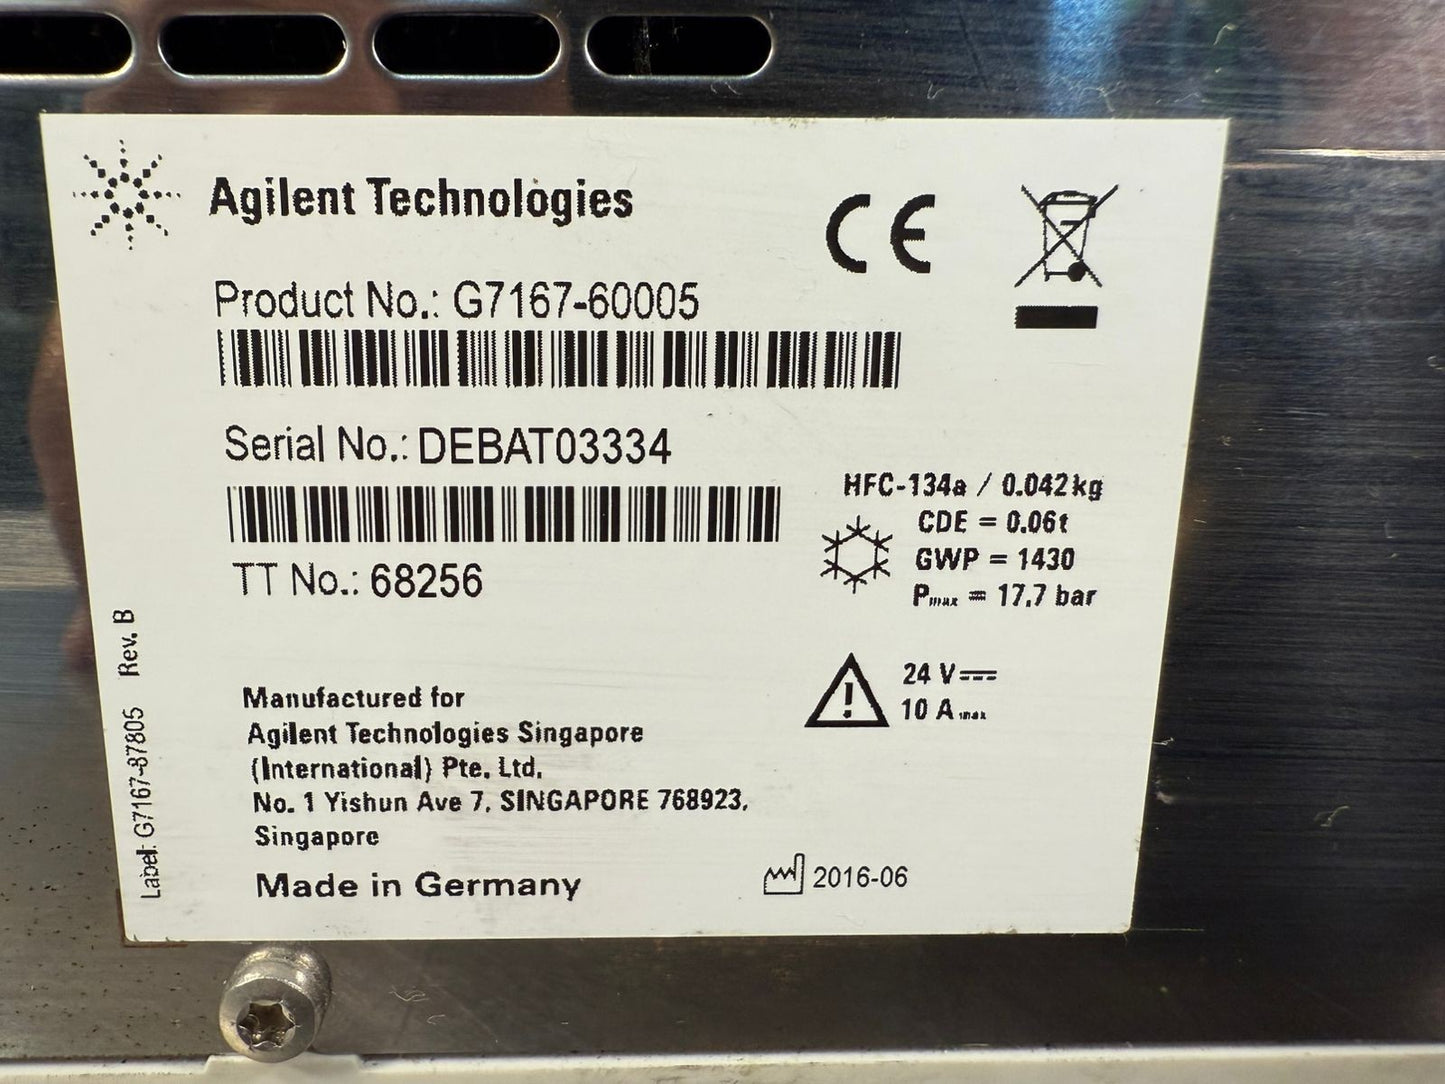 Agilent Technologies
CE
Product No.: G7167-60005
Serial No.: DEBAT03334
TT No.: 68256
HFC-134a / 0.042kg
CDE = 0.06t
GWP = 1430
Pmax = 17.7 bar
24 V
10 A max
Manufactured for
Agilent Technologies Singapore
(International) Pte. Ltd.
No. 1 Yishun Ave 7, SINGAPORE 768923,
Singapore
Made in Germany
2016-06
Label: G7167-87805 Rev. B